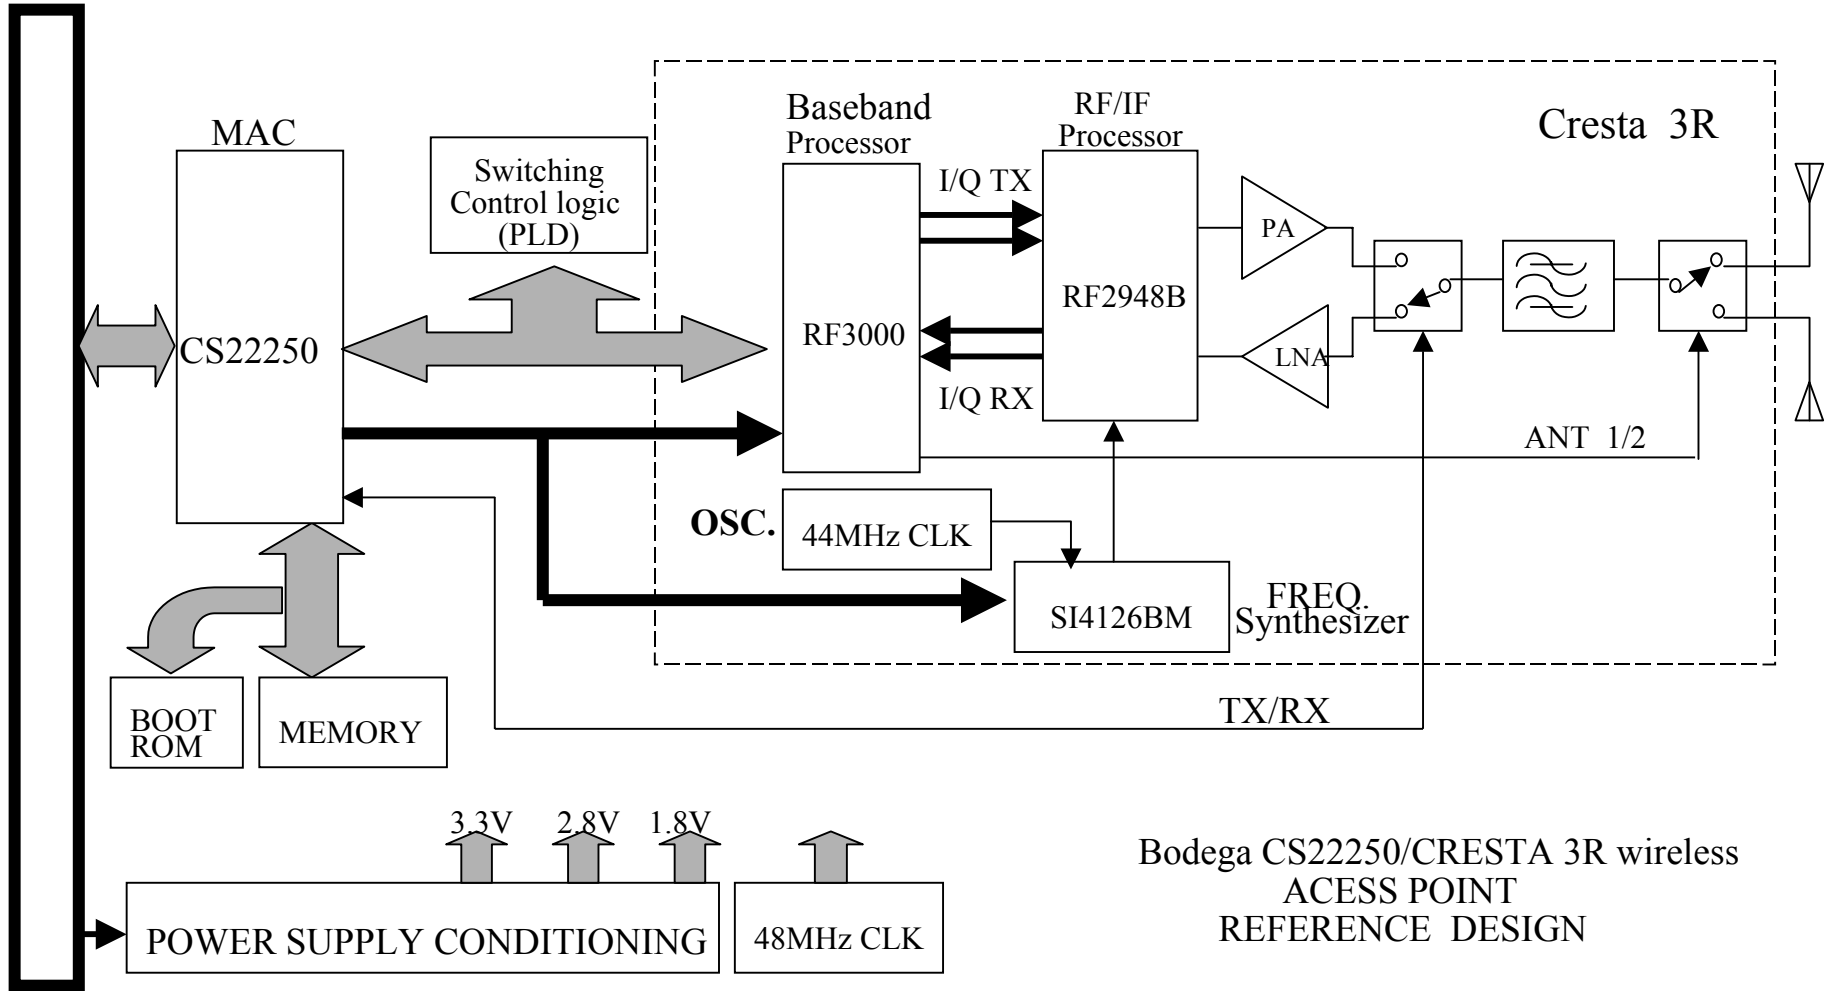 MAC
CS22250
Switching
Control logic
(PLD)
Baseband
Processor
RF3000
I/Q TX
I/Q RX
RF/IF
Processor
RF2948B
PA
LNA
Cresta 3R
ANT 1/2
OSC.
44MHz CLK
SI4126BM
FREQ.
Synthesizer
TX/RX
BOOT
ROM
MEMORY
3.3V
2.8V
1.8V
POWER SUPPLY CONDITIONING
48MHz CLK
Bodega CS22250/CRESTA 3R wireless
ACESS POINT
REFERENCE DESIGN